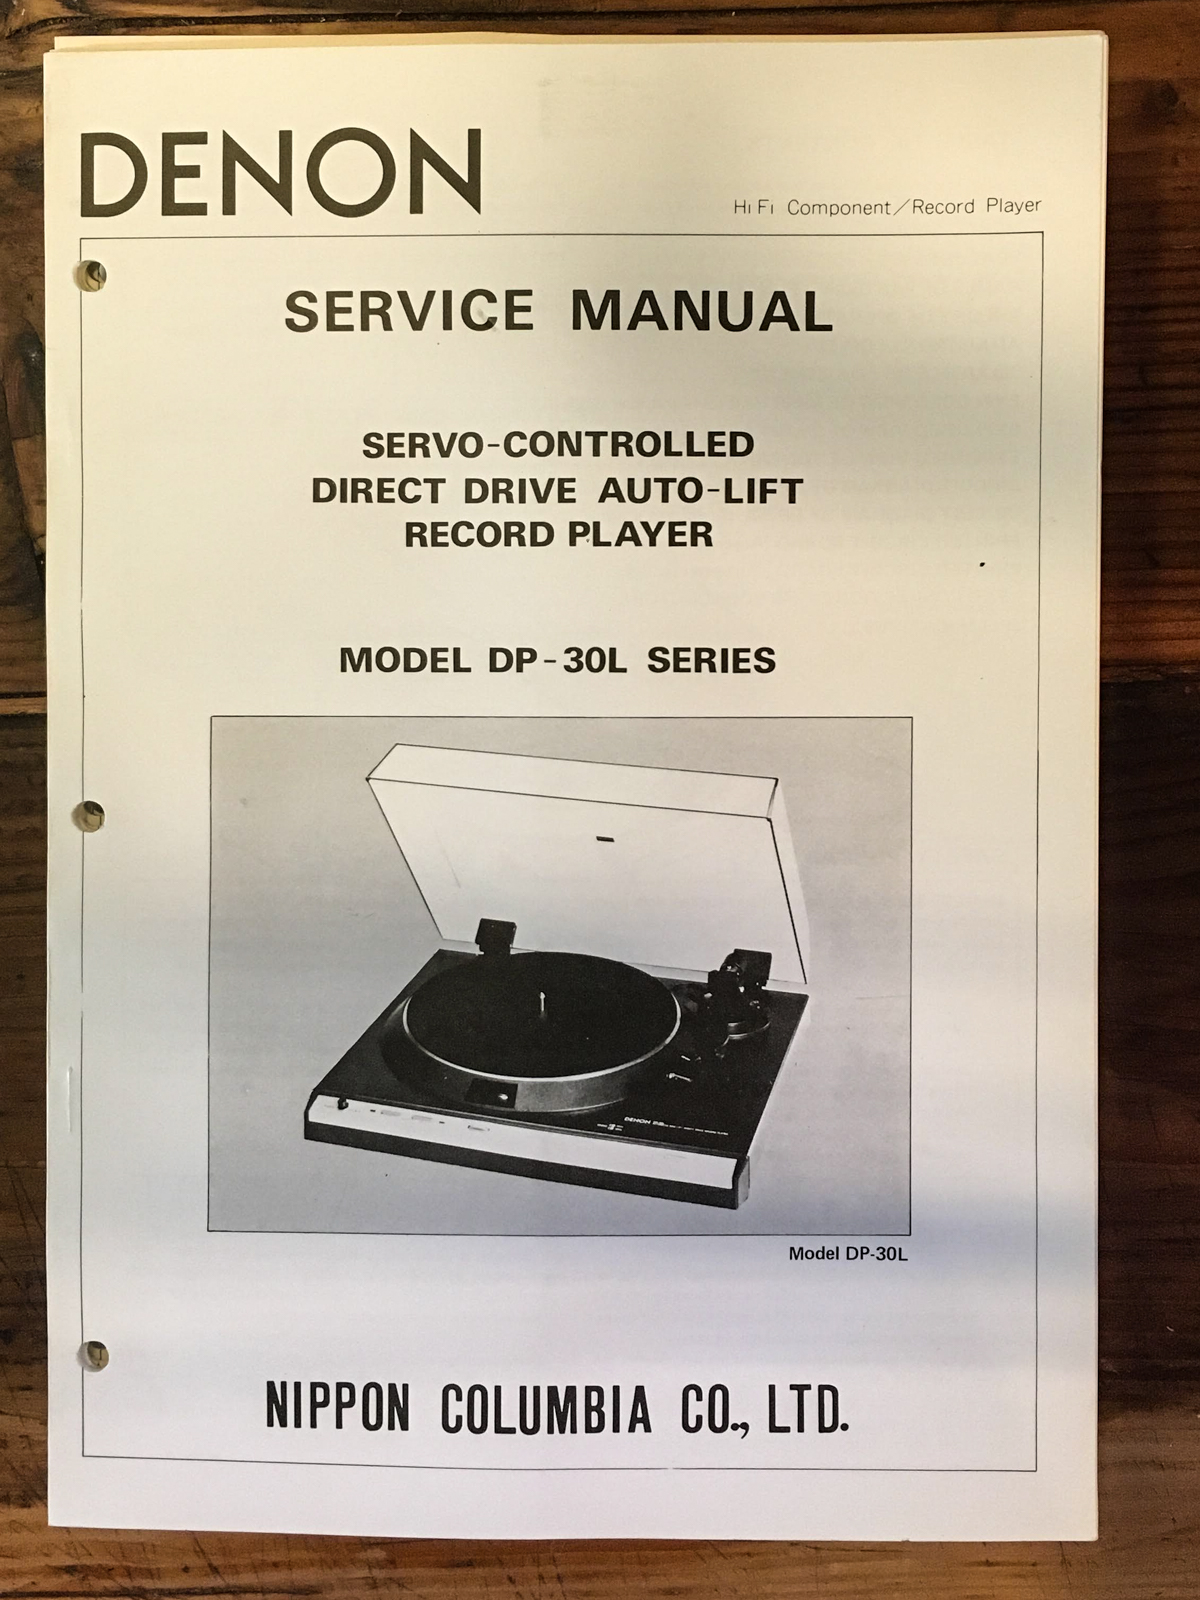 DENON
Hi Fi Component/Record Player
SERVICE MANUAL
SERVO-CONTROLLED
DIRECT DRIVE AUTO-LIFT
RECORD PLAYER
MODEL DP-30L SERIES
DENON
Model DP-30L
NIPPON COLUMBIA CO., LTD.